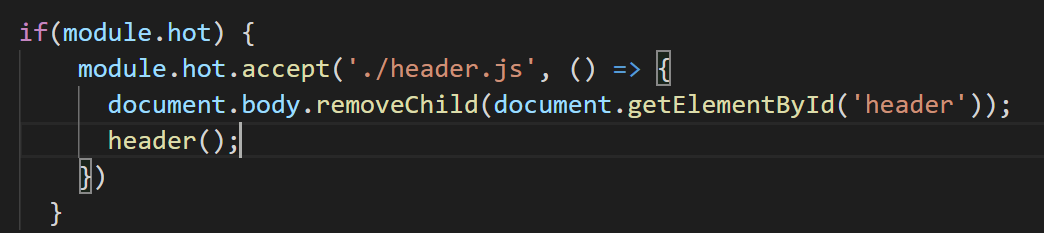 if(module.hot) {
    module.hot.accept('./header.js', () => {
      document.body.removeChild(document.getElementById('header'));
      header();
    })
  }